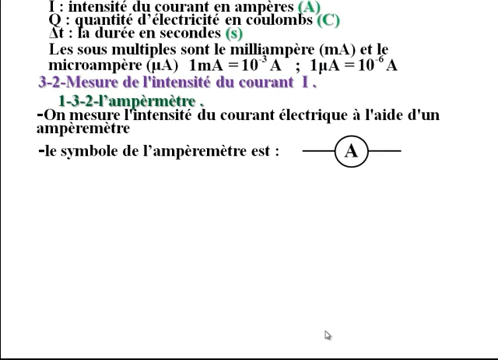 I : intensité du courant en ampères (A)
Q : quantité d’électricité en coulombs (C)
Δt : la durée en secondes (s)
Les sous multiples sont le milliampère (mA) et le
microampère (µA) 1mA = 10⁻³ A ; 1µA = 10⁻⁶ A
3-2-Mesure de l'intensité du courant I .
1-3-2-l’ampèrmètre .
-On mesure l'intensité du courant électrique à l'aide d'un
ampèremètre
-le symbole de l’ampèremètre est :
A